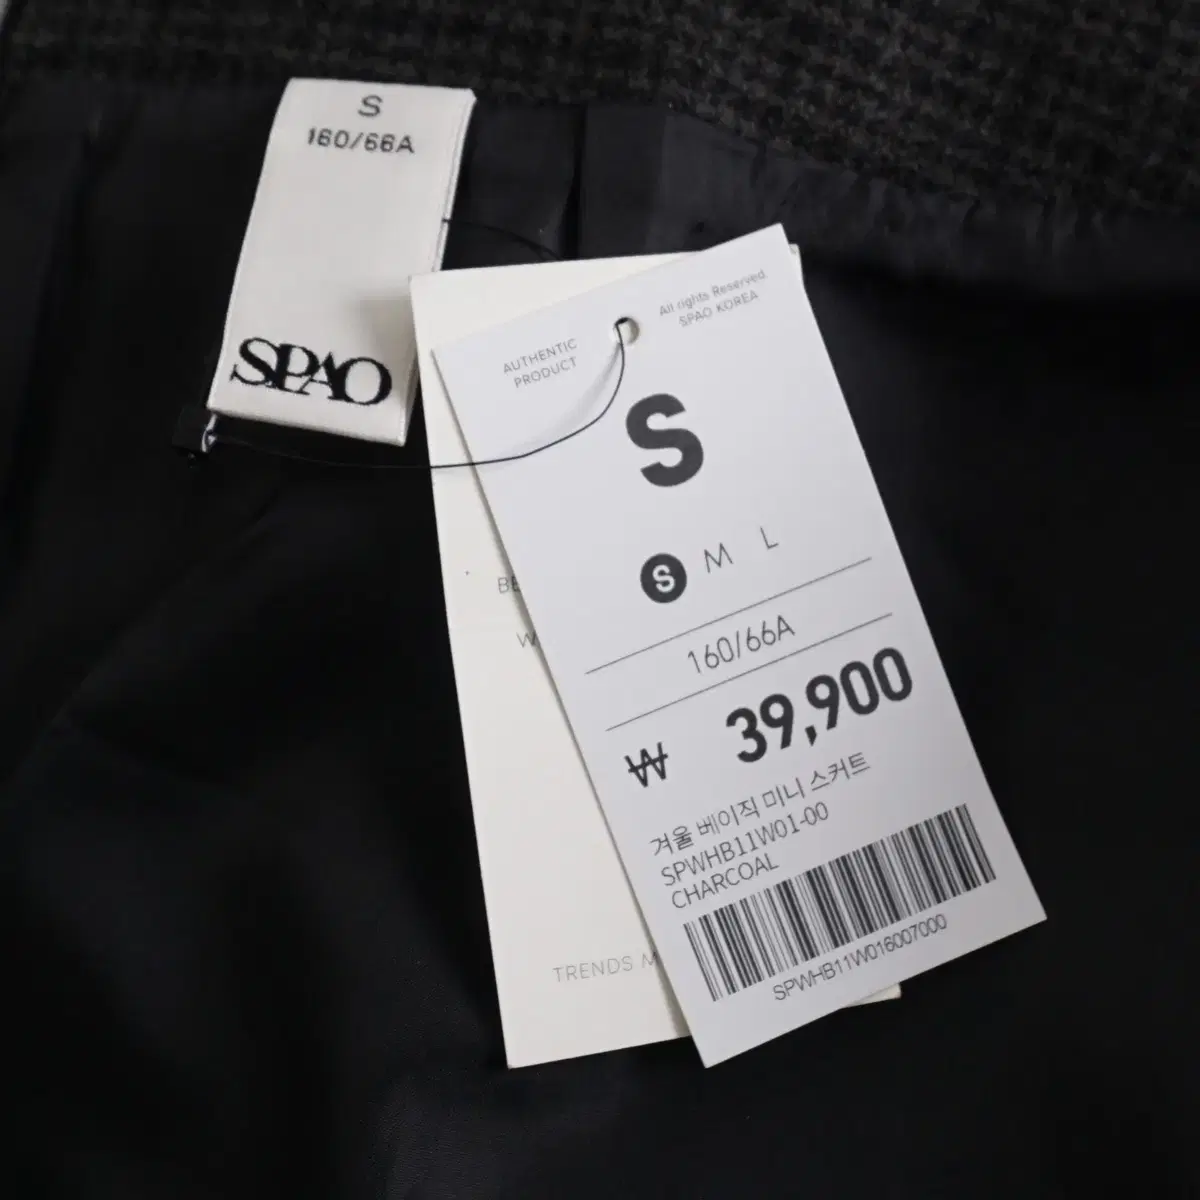 S
160/66A
SPAO
AUTHENTIC
PRODUCT
All rights Reserved.
SPAO KOREA
S
S M L
160/66A
₩ 39,900
겨울 베이직 미니 스커트
SPWHB11W01-00
CHARCOAL
SPWHB11W016007000
TRENDS